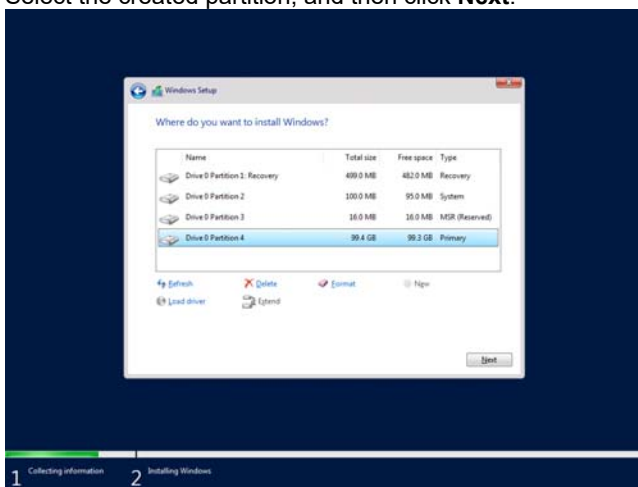 Select the created partition, and then click Next.
Windows Setup
Where do you want to install Windows?
Name Total size Free space Type
Drive 0 Partition 1: Recovery 499.0 MB 482.0 MB Recovery
Drive 0 Partition 2 100.0 MB 95.0 MB System
Drive 0 Partition 3 16.0 MB 16.0 MB MSR (Reserved)
Drive 0 Partition 4 99.4 GB 99.3 GB Primary
Refresh Delete Format New
Load driver Extend
Next
1 Collecting information 2 Installing Windows